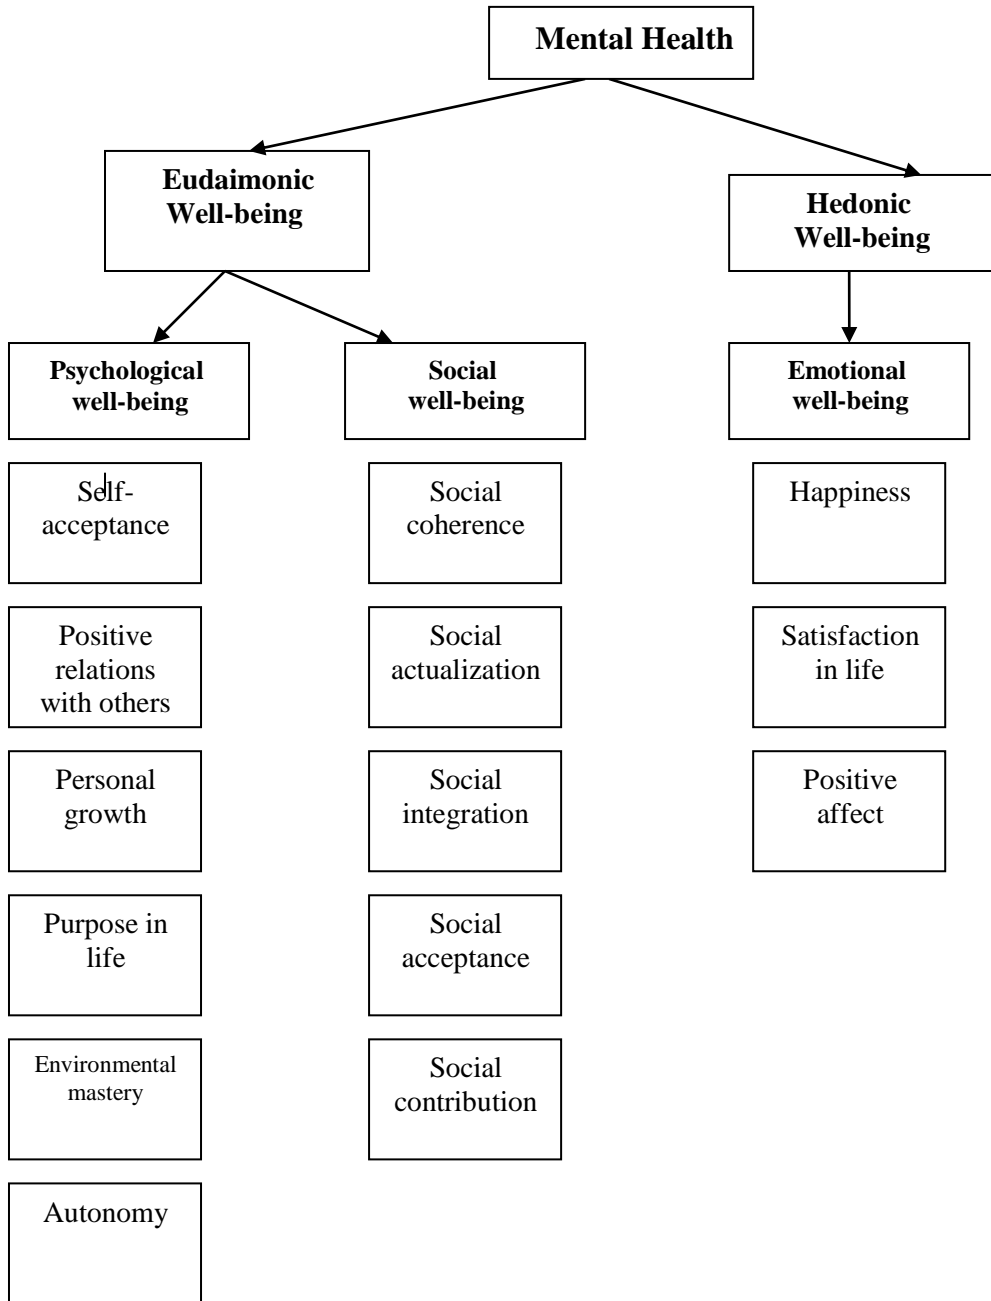 Mental Health
Eudaimonic
Well-being
Hedonic
Well-being
Psychological
well-being
Social
well-being
Emotional
well-being
Self-
acceptance
Social
coherence
Happiness
Positive
relations
with others
Social
actualization
Satisfaction
in life
Personal
growth
Social
integration
Positive
affect
Purpose in
life
Social
acceptance
Environmental
mastery
Social
contribution
Autonomy